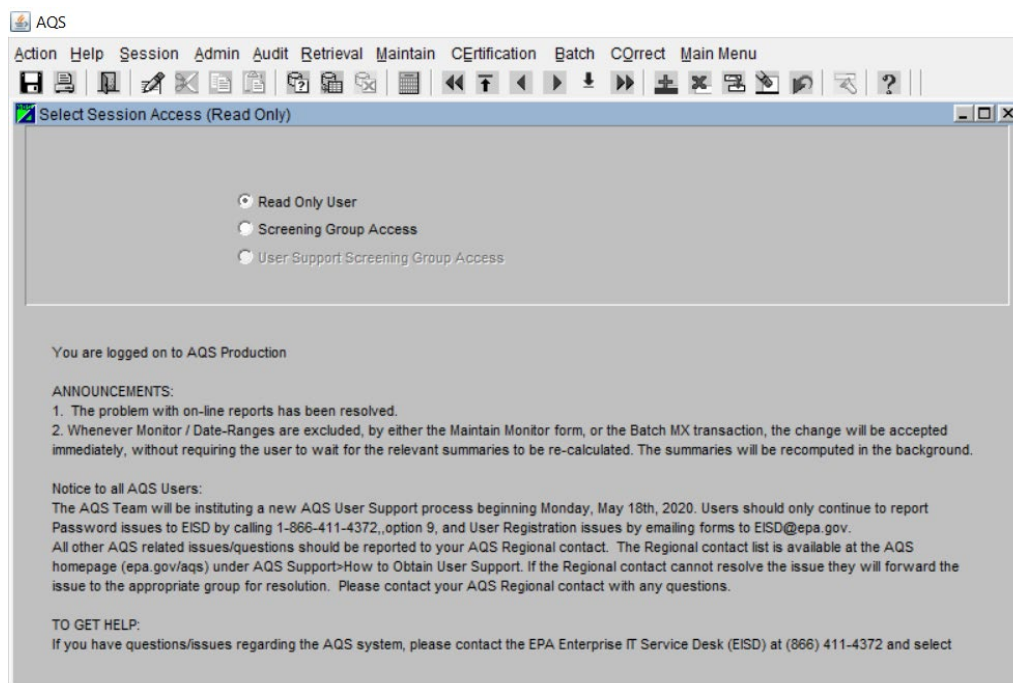 AQS
Action Help Session Admin Audit Retrieval Maintain CErtification Batch COrrect Main Menu
Select Session Access (Read Only)
Read Only User
Screening Group Access
User Support Screening Group Access
You are logged on to AQS Production
ANNOUNCEMENTS:
1. The problem with on-line reports has been resolved.
2. Whenever Monitor / Date-Ranges are excluded, by either the Maintain Monitor form, or the Batch MX transaction, the change will be accepted
immediately, without requiring the user to wait for the relevant summaries to be re-calculated. The summaries will be recomputed in the background.
Notice to all AQS Users:
The AQS Team will be instituting a new AQS User Support process beginning Monday, May 18th, 2020. Users should only continue to report
Password issues to EISD by calling 1-866-411-4372,,option 9, and User Registration issues by emailing forms to EISD@epa.gov.
All other AQS related issues/questions should be reported to your AQS Regional contact. The Regional contact list is available at the AQS
homepage (epa.gov/aqs) under AQS Support>How to Obtain User Support. If the Regional contact cannot resolve the issue they will forward the
issue to the appropriate group for resolution. Please contact your AQS Regional contact with any questions.
TO GET HELP:
If you have questions/issues regarding the AQS system, please contact the EPA Enterprise IT Service Desk (EISD) at (866) 411-4372 and select